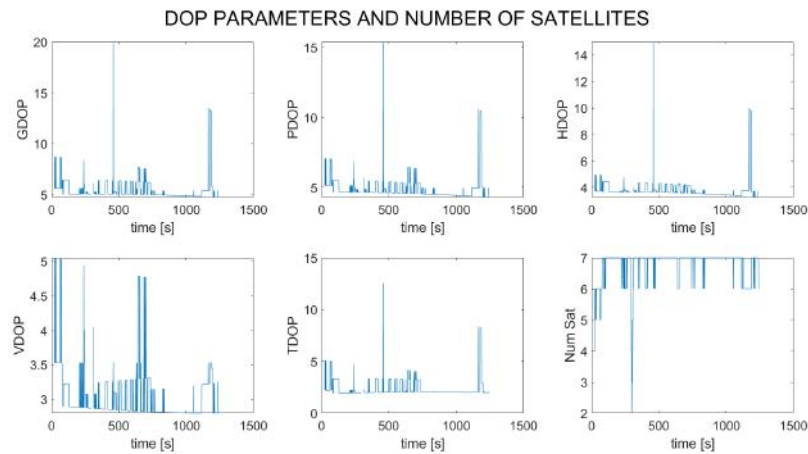 DOP PARAMETERS AND NUMBER OF SATELLITES
20
15
10
5
GDOP
0 500 1000 1500
time [s]
15
10
5
PDOP
0 500 1000 1500
time [s]
14
12
10
8
6
4
HDOP
0 500 1000 1500
time [s]
5
4.5
4
3.5
3
VDOP
0 500 1000 1500
time [s]
15
10
5
0
TDOP
0 500 1000 1500
time [s]
7
6
5
4
3
2
Num Sat
0 500 1000 1500
time [s]